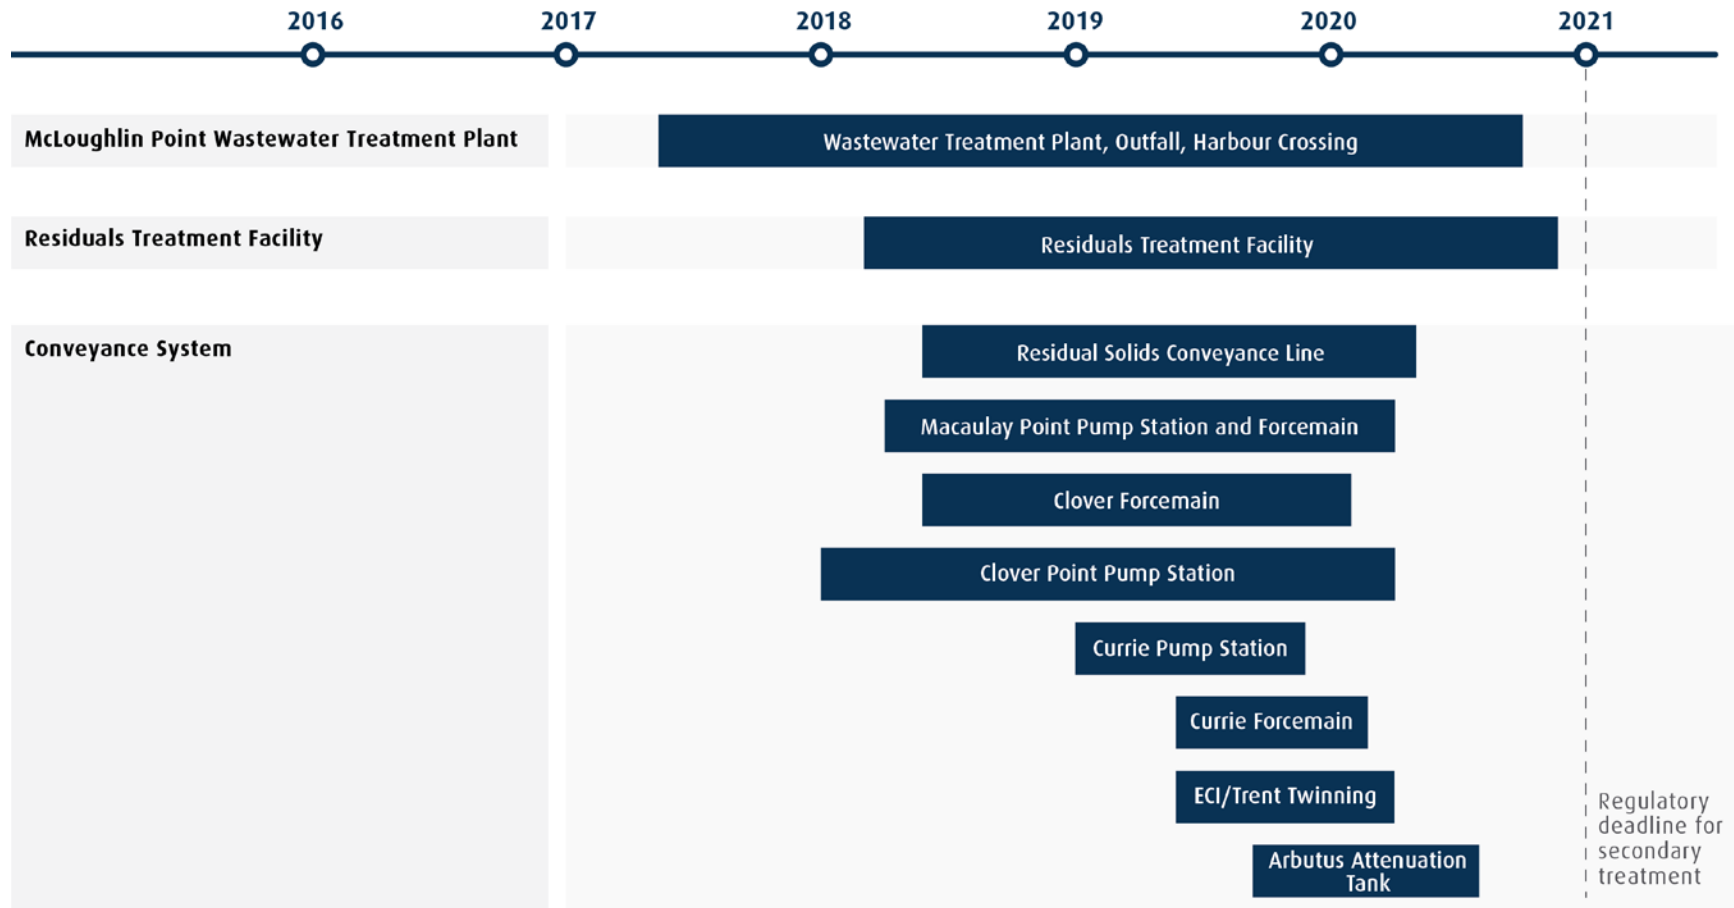 2016 2017 2018 2019 2020 2021
McLoughlin Point Wastewater Treatment Plant
Wastewater Treatment Plant, Outfall, Harbour Crossing
Residuals Treatment Facility
Residuals Treatment Facility
Conveyance System
Residual Solids Conveyance Line
Macaulay Point Pump Station and Forcemain
Clover Forcemain
Clover Point Pump Station
Currie Pump Station
Currie Forcemain
ECI/Trent Twinning
Arbutus Attenuation
Tank
Regulatory
deadline for
secondary
treatment